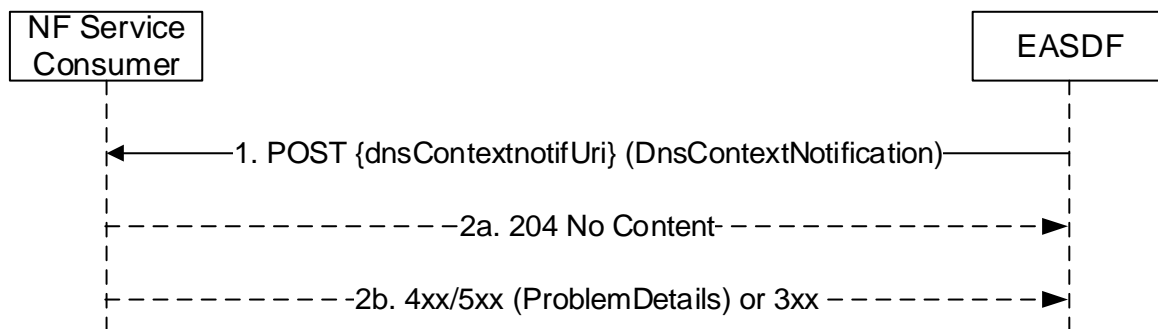 NF Service
Consumer
EASDF
1. POST {dnsContextnotifUri} (DnsContextNotification)
2a. 204 No Content
2b. 4xx/5xx (ProblemDetails) or 3xx